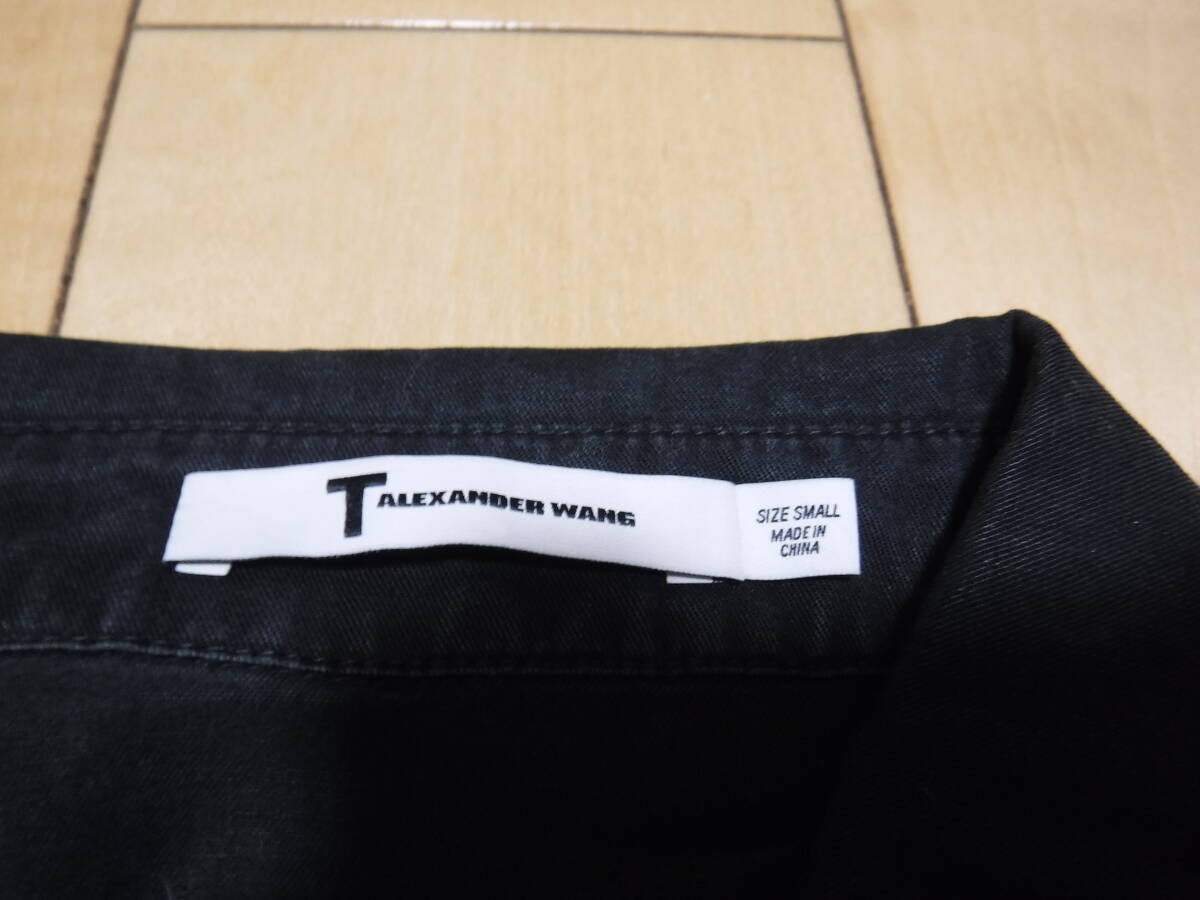 T ALEXANDER WANG
SIZE SMALL
MADE IN
CHINA